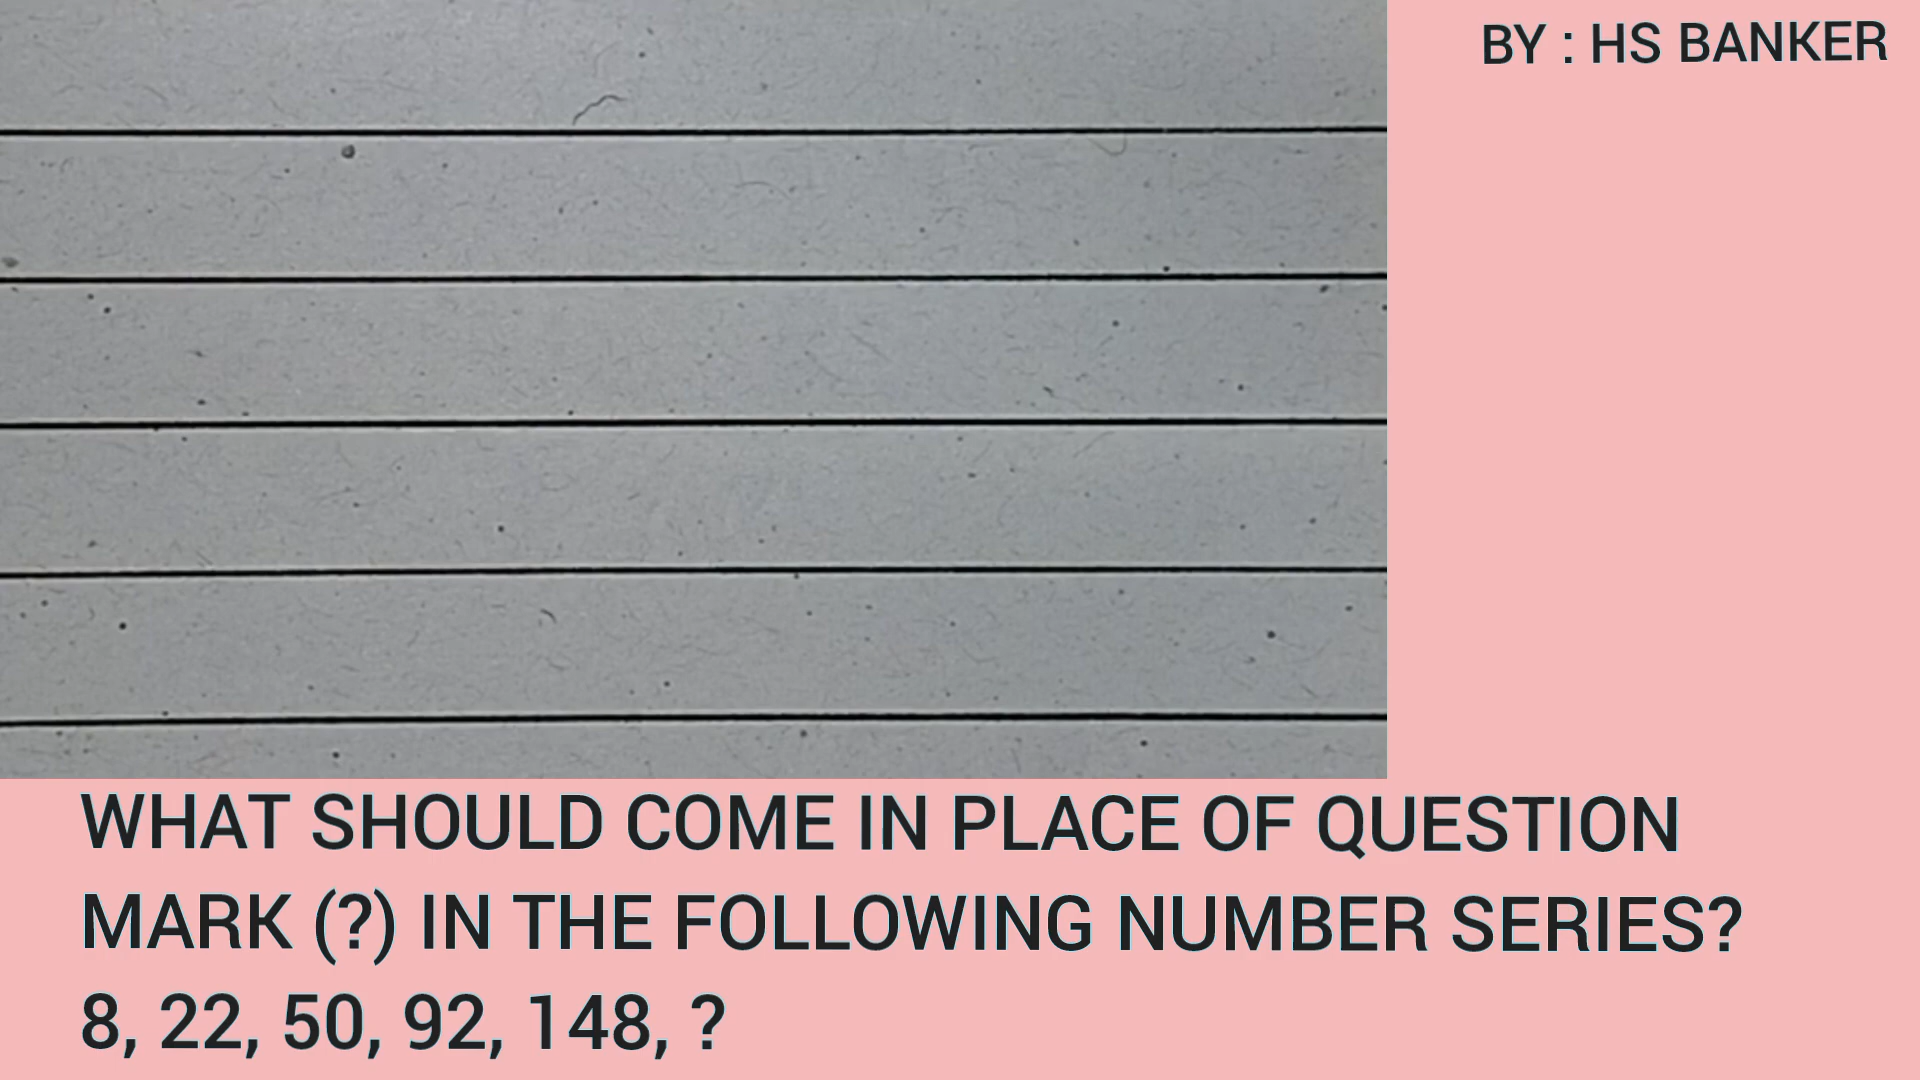 BY : HS BANKER
WHAT SHOULD COME IN PLACE OF QUESTION
MARK (?) IN THE FOLLOWING NUMBER SERIES?
8, 22, 50, 92, 148, ?